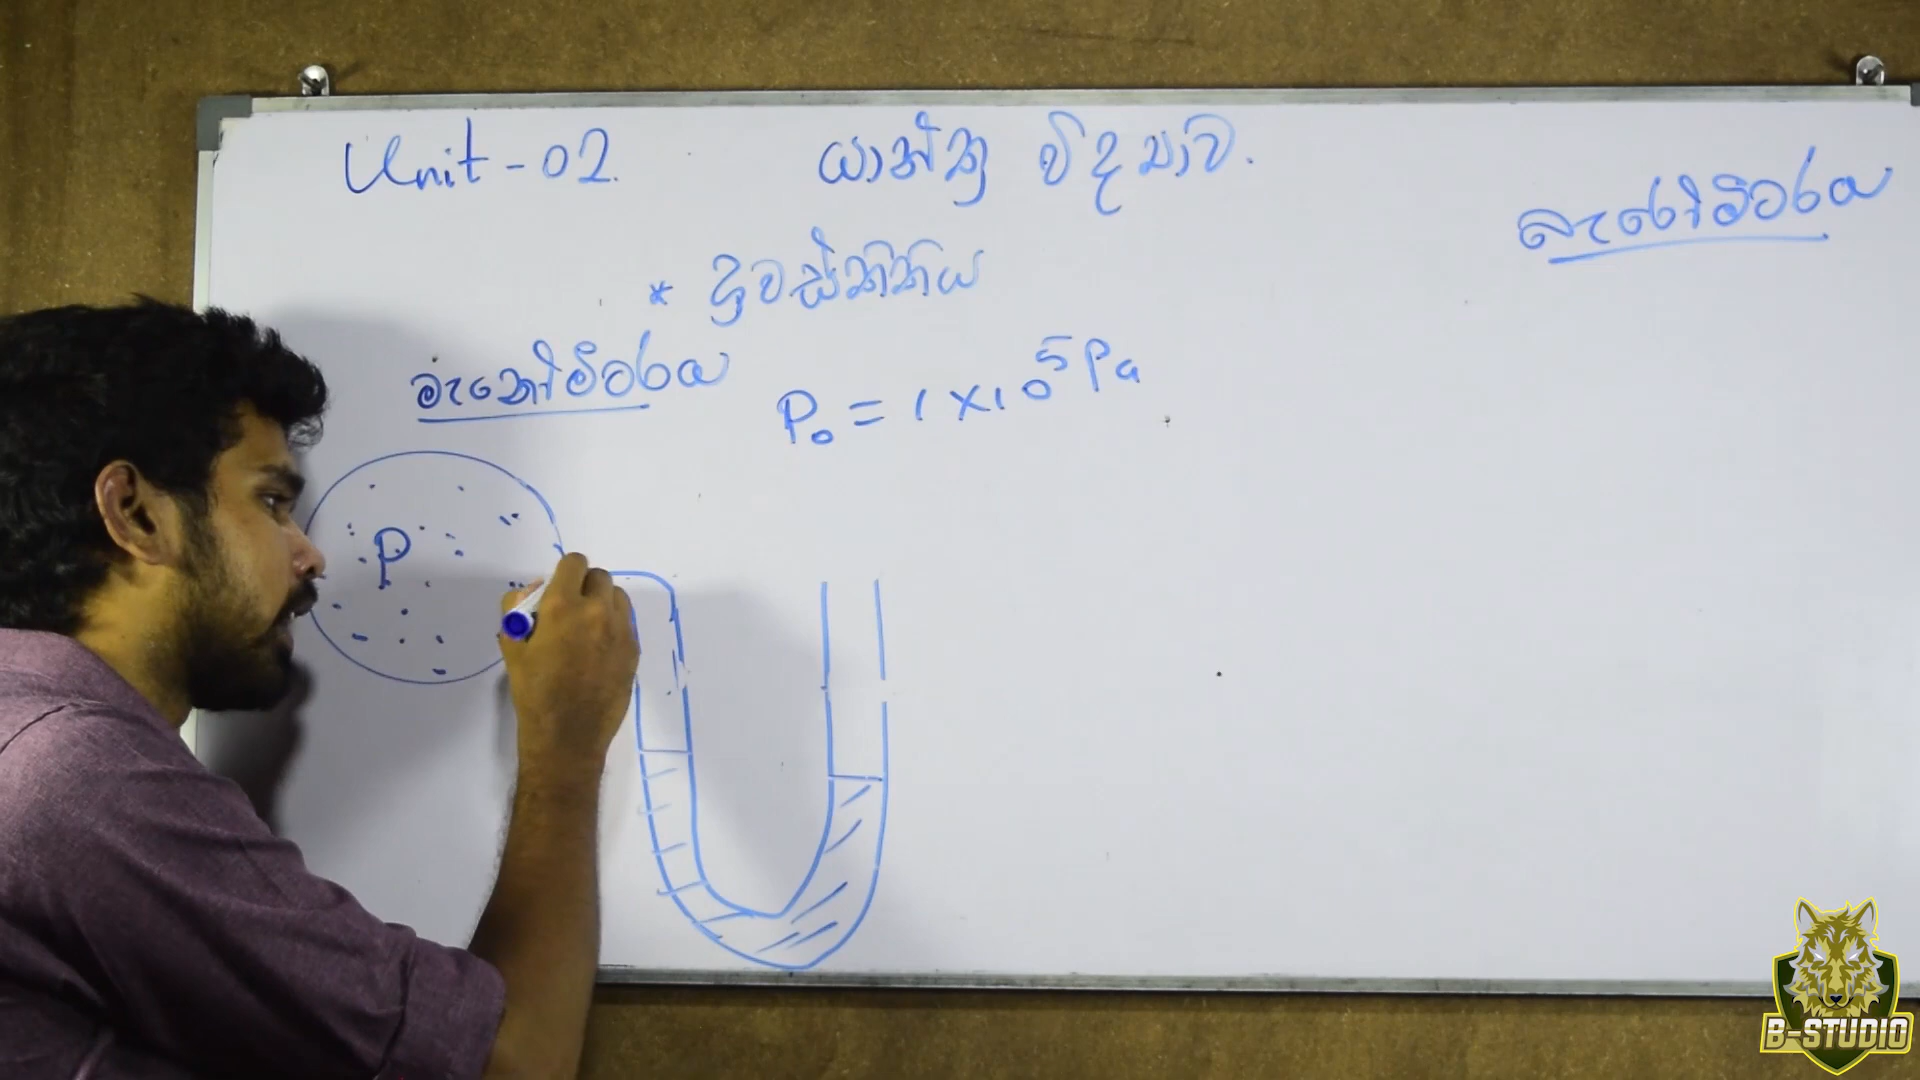 Unit - 02.
යාන්ත්‍ර විද්‍යාව.
බැරෝමීටරය
* ද්‍රවස්ථිතිය
මැනෝමීටරය
P₀ = 1 × 10⁵ Pa
P
B-STUDIO